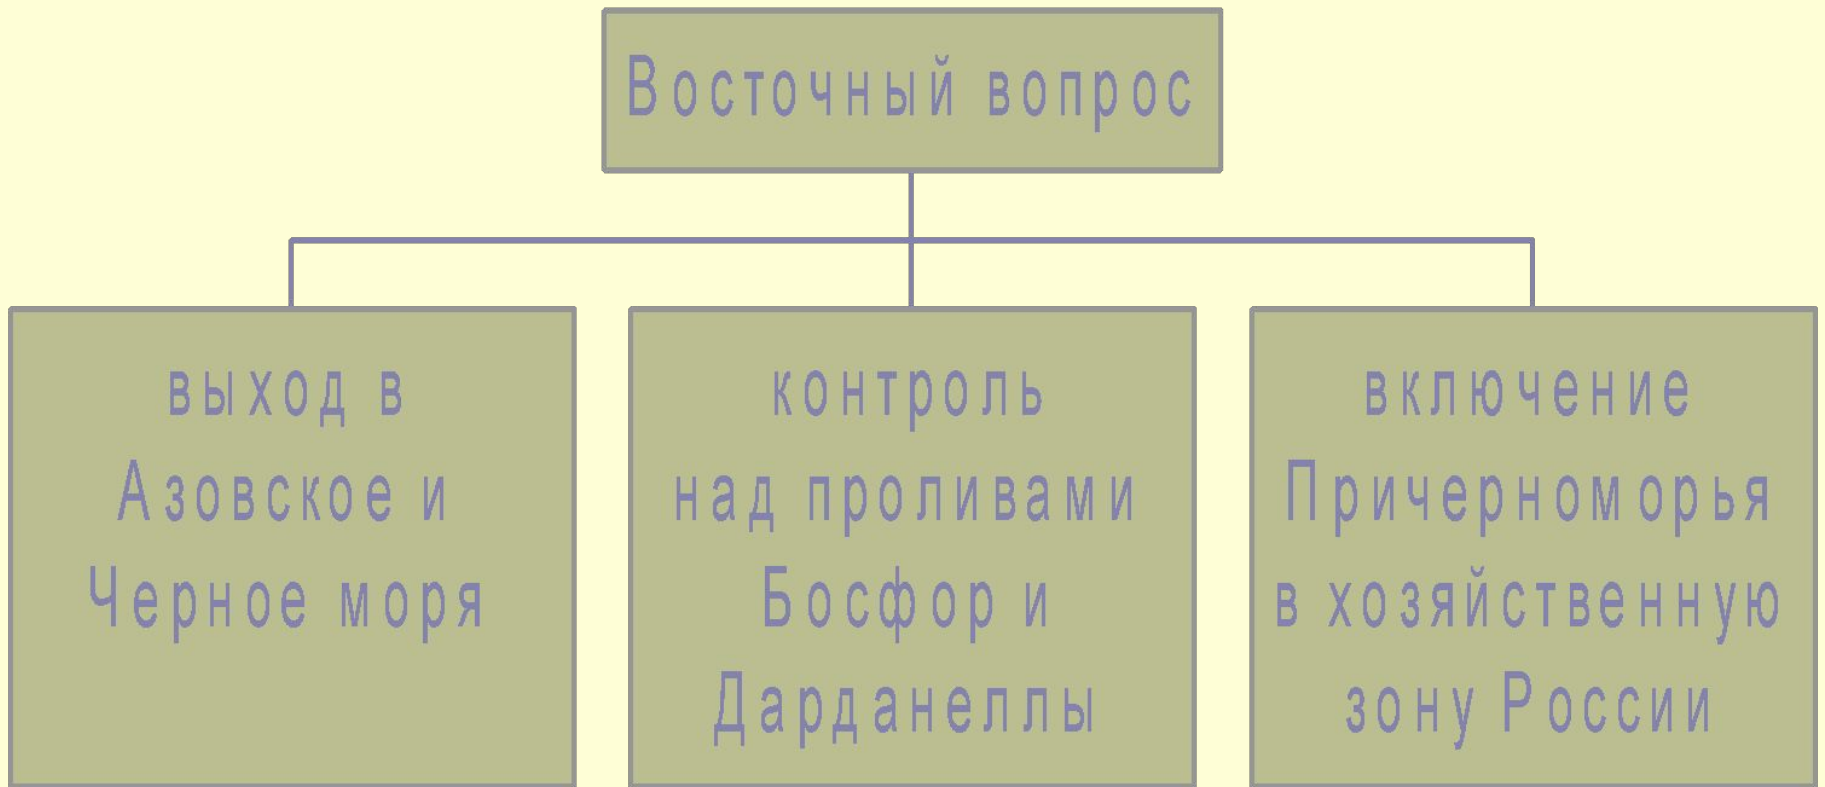 Восточный вопрос
выход в
Азовское и
Черное моря
контроль
над проливами
Босфор и
Дарданеллы
включение
Причерноморья
в хозяйственную
зону России